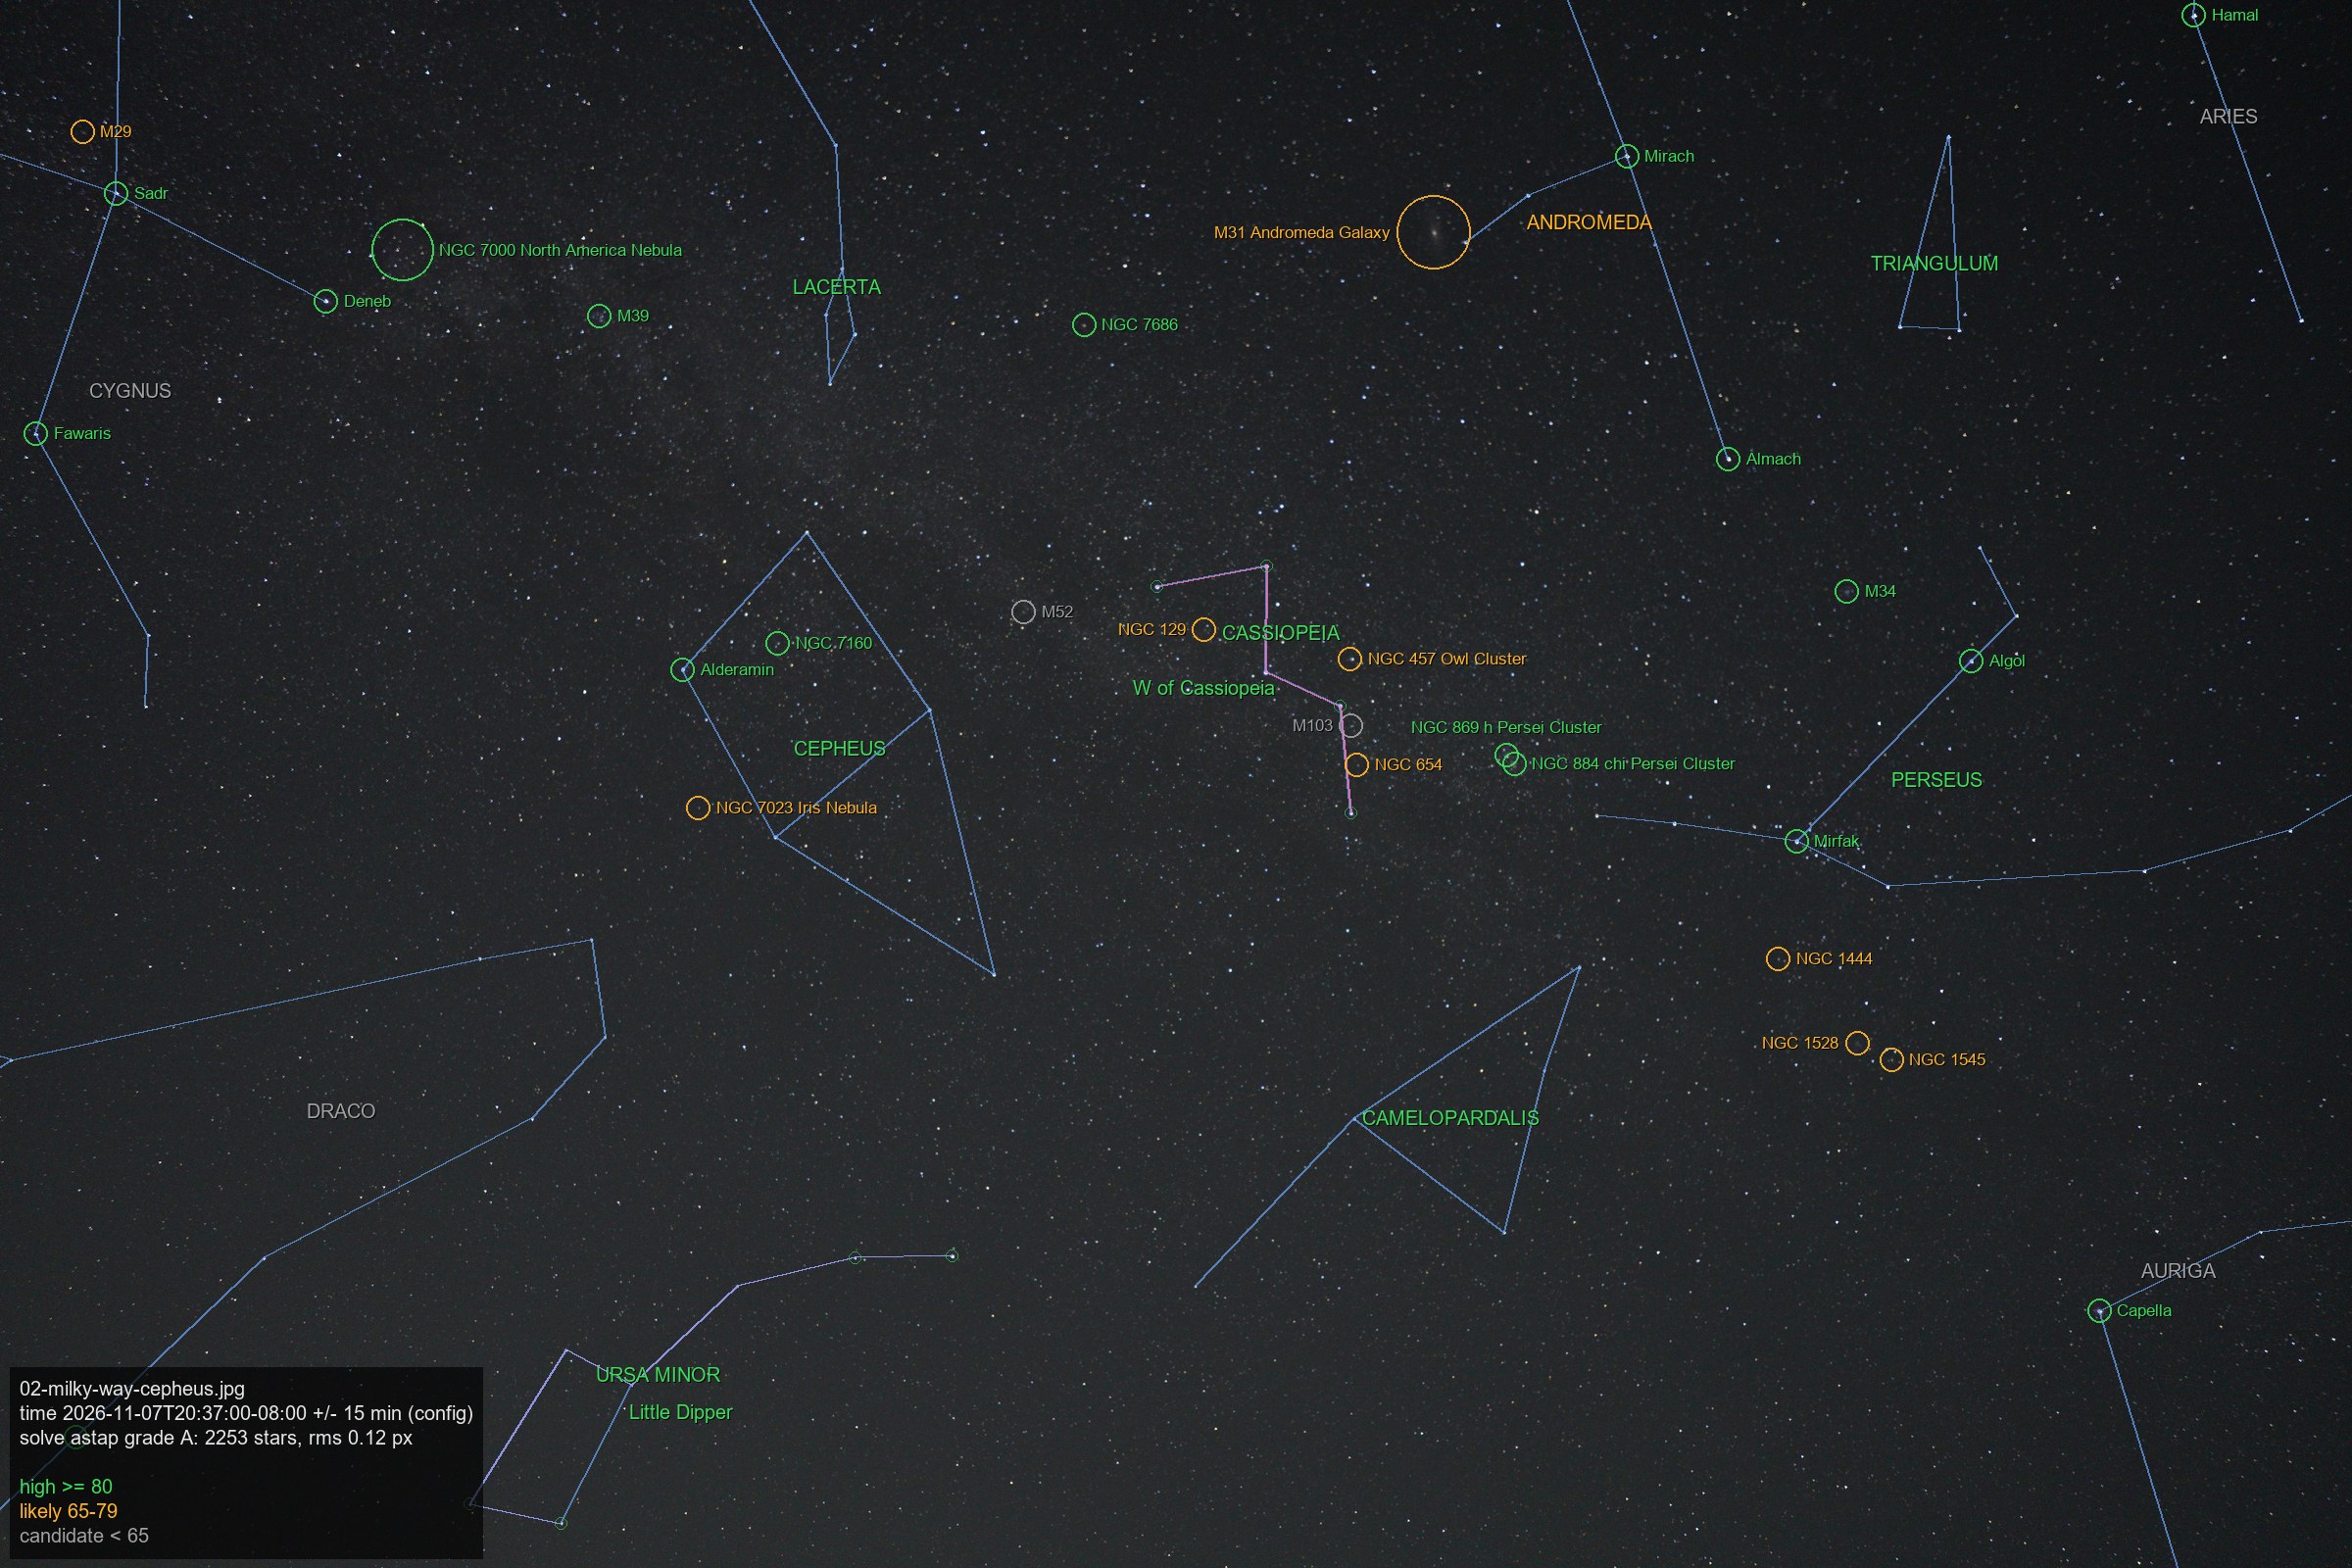 Hamal
ARIES
M29
Mirach
Sadr
ANDROMEDA
M31 Andromeda Galaxy
NGC 7000 North America Nebula
TRIANGULUM
LACERTA
Deneb
M39
NGC 7686
CYGNUS
Fawaris
Almach
M34
M52
NGC 129
CASSIOPEIA
NGC 7160
NGC 457 Owl Cluster
Algol
Alderamin
W of Cassiopeia
M103
NGC 869 h Persei Cluster
CEPHEUS
NGC 654
NGC 884 chi Persei Cluster
PERSEUS
NGC 7023 Iris Nebula
Mirfak
NGC 1444
NGC 1528
NGC 1545
DRACO
CAMELOPARDALIS
AURIGA
Capella
URSA MINOR
Little Dipper
02-milky-way-cepheus.jpg
time 2026-11-07T20:37:00-08:00 +/- 15 min (config)
solve astap grade A: 2253 stars, rms 0.12 px
high >= 80
likely 65-79
candidate < 65